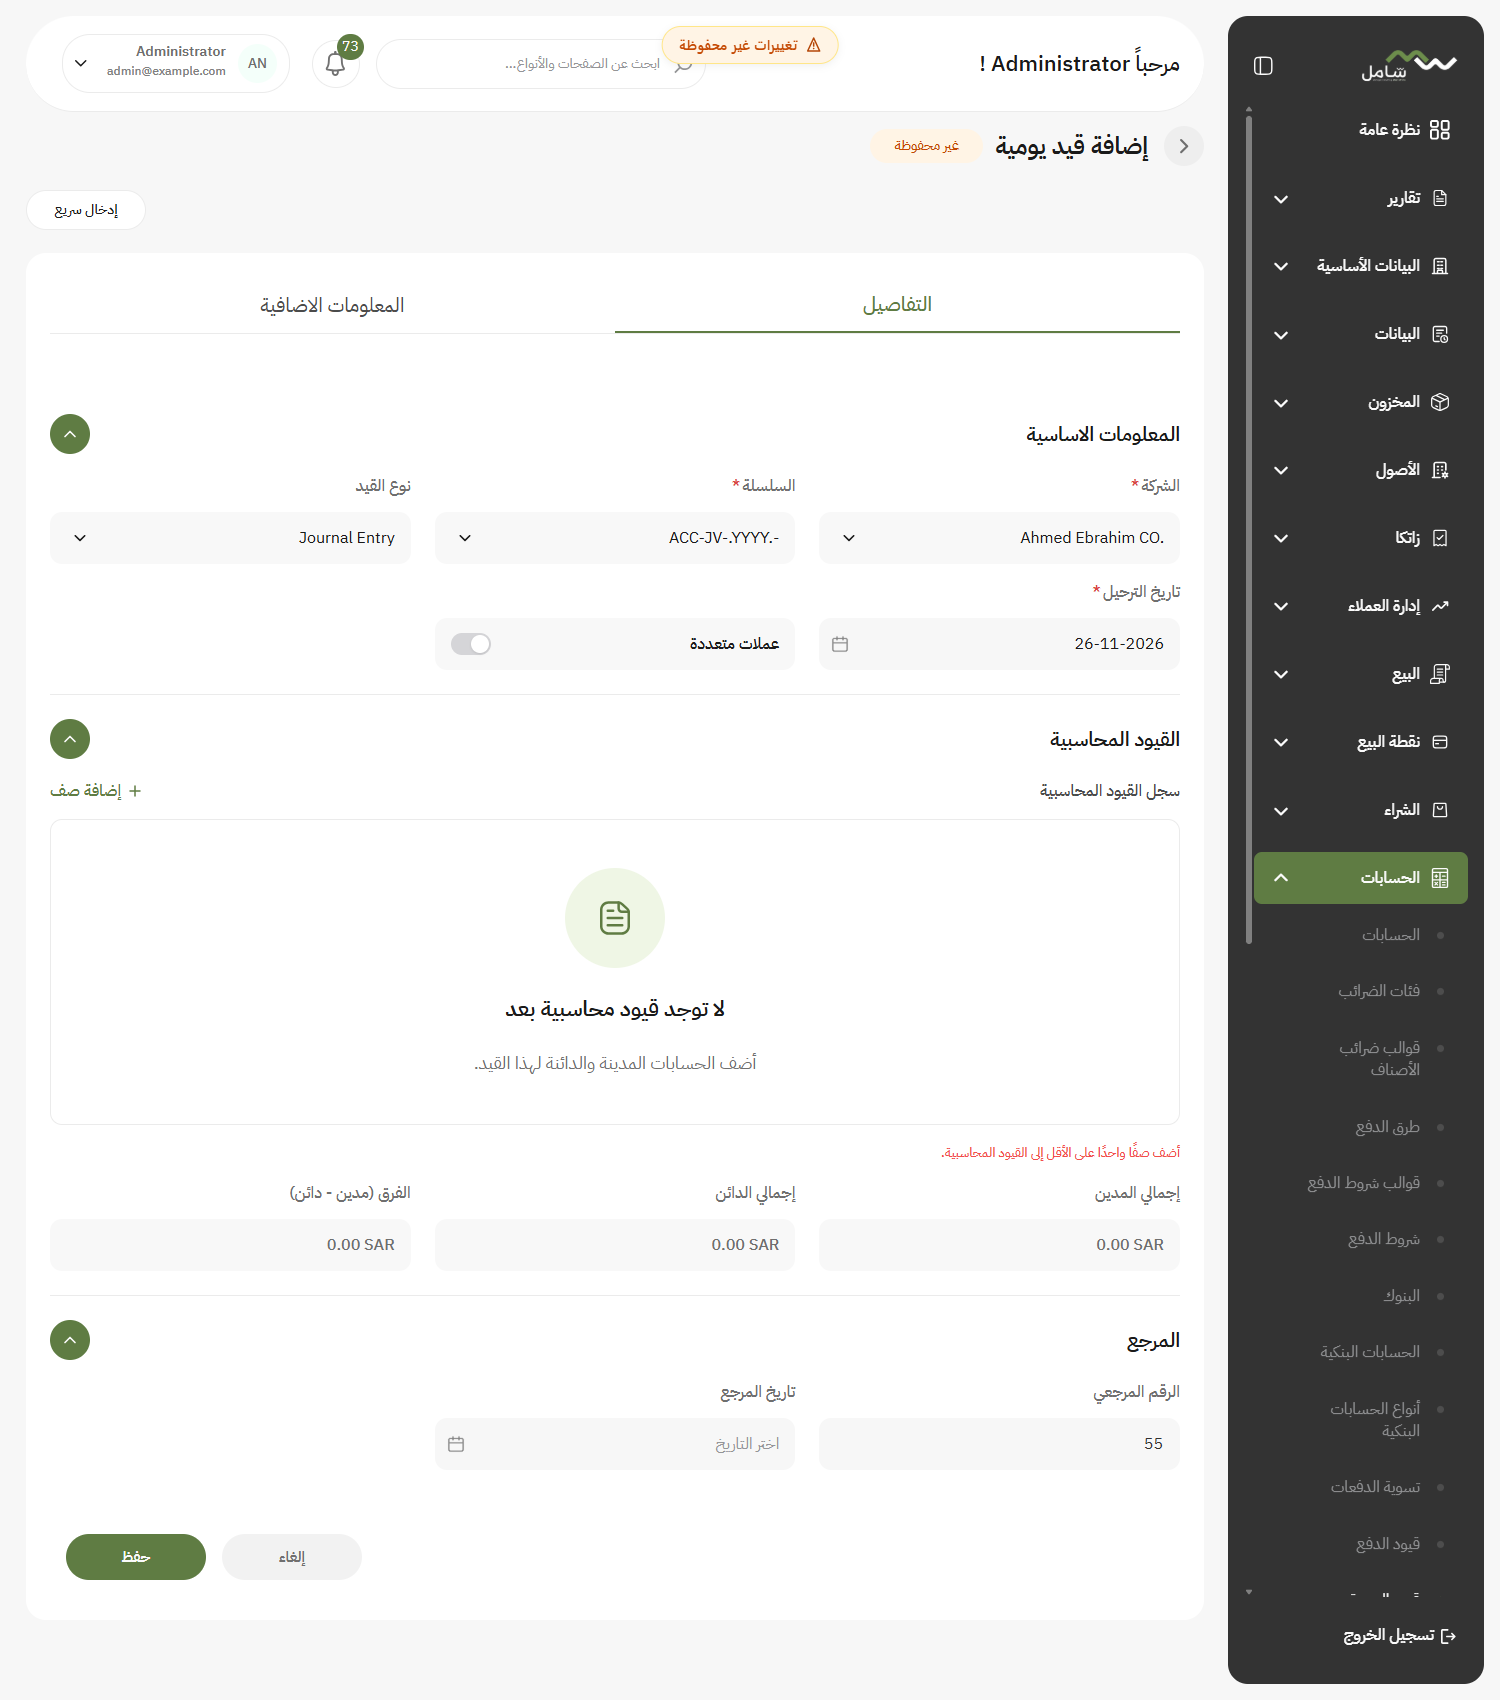 شامل
نظرة عامة
تقارير
البيانات الأساسية
البيانات
المخزون
الأصول
زاتكا
إدارة العملاء
البيع
نقطة البيع
الشراء
الحسابات
الحسابات
فئات الضرائب
قوالب ضرائب
الأصناف
طرق الدفع
قوالب شروط الدفع
شروط الدفع
البنوك
الحسابات البنكية
أنواع الحسابات
البنكية
تسوية الدفعات
قيود الدفع
تسجيل الخروج
مرحباً Administrator !
تغييرات غير محفوظة
ابحث عن الصفحات والأنواع...
73
AN
Administrator
admin@example.com
إضافة قيد يومية
غير محفوظة
إدخال سريع
التفاصيل
المعلومات الاضافية
المعلومات الاساسية
الشركة *
السلسلة *
نوع القيد
Ahmed Ebrahim CO.
ACC-JV-.YYYY.-
Journal Entry
تاريخ الترحيل *
26-11-2026
عملات متعددة
القيود المحاسبية
سجل القيود المحاسبية
إضافة صف
لا توجد قيود محاسبية بعد
أضف الحسابات المدينة والدائنة لهذا القيد.
أضف صفًا واحدًا على الأقل إلى القيود المحاسبية.
إجمالي المدين
إجمالي الدائن
الفرق (مدين - دائن)
0.00 SAR
0.00 SAR
0.00 SAR
المرجع
الرقم المرجعي
تاريخ المرجع
55
اختر التاريخ
إلغاء
حفظ